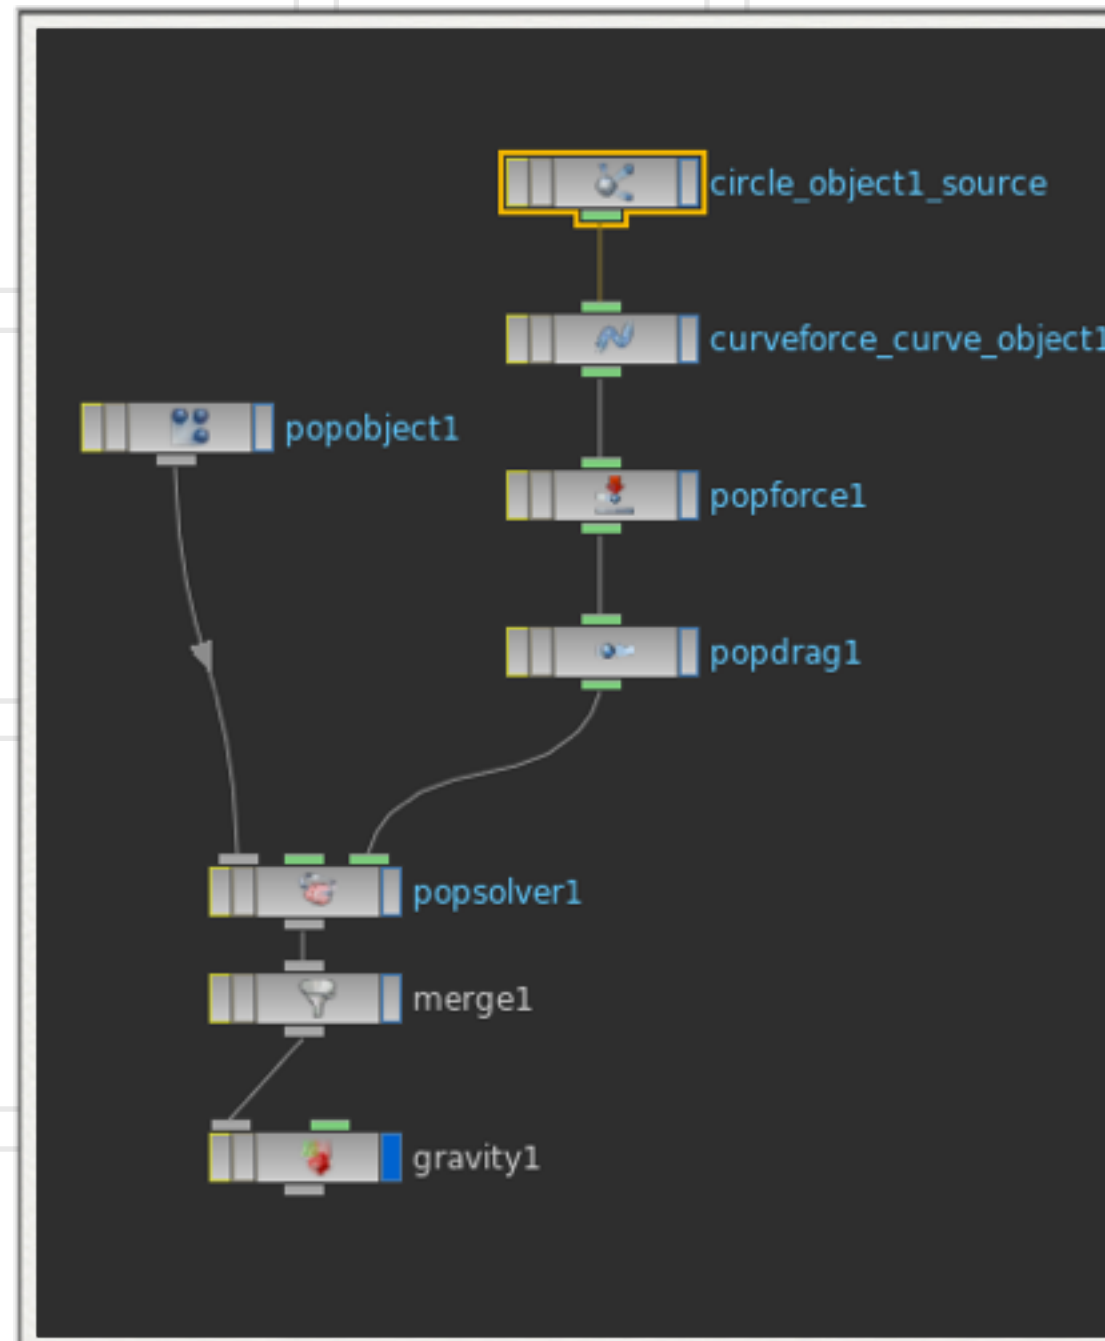 circle_object1_source
curveforce_curve_object1
popobject1
popforce1
popdrag1
popsolver1
merge1
gravity1